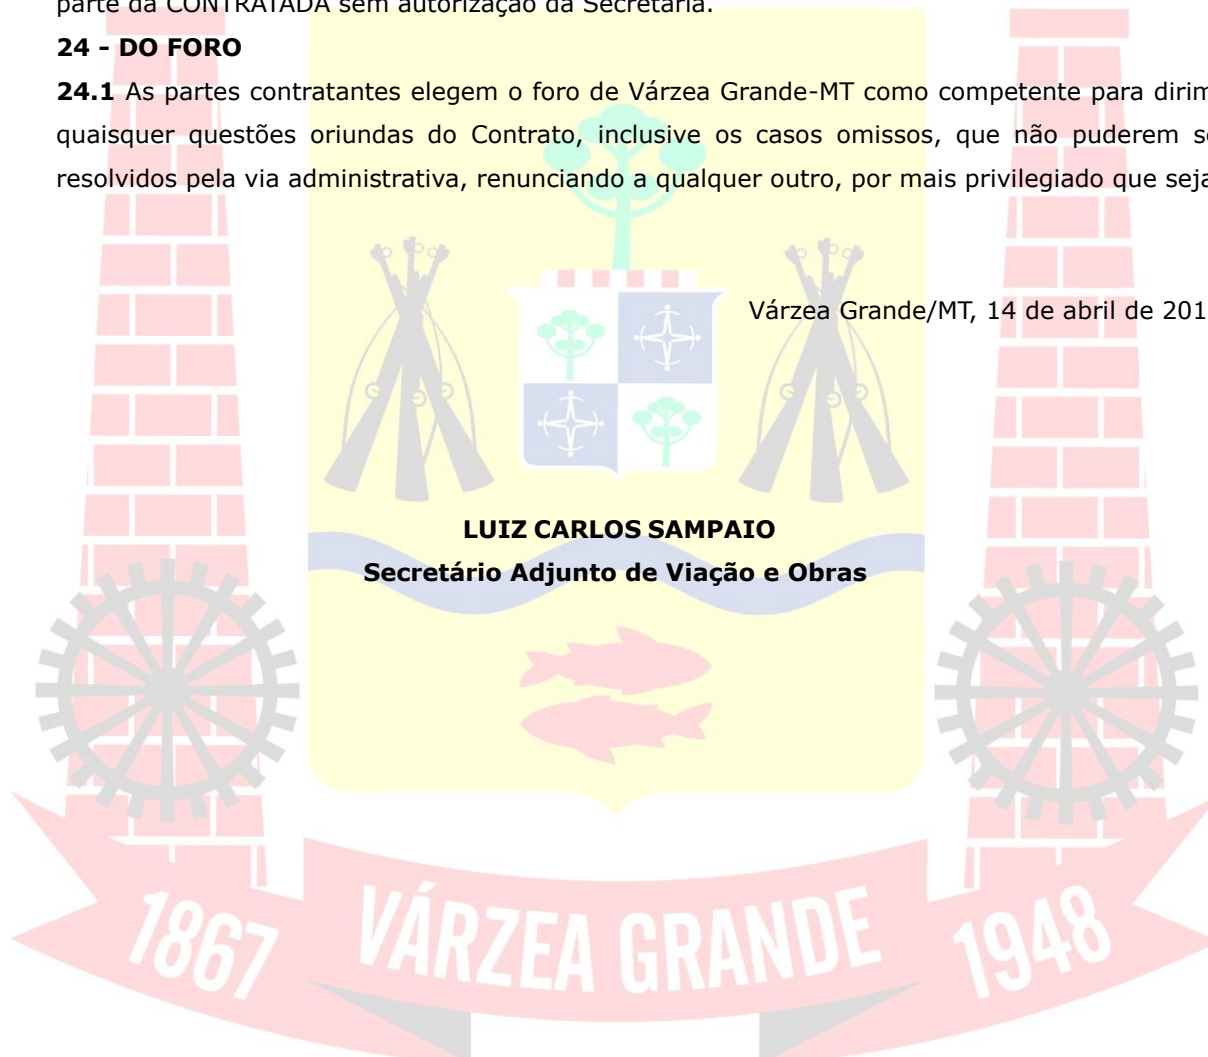 parte da CONTRATADA sem autorização da Secretaria.
24 - DO FORO
24.1 As partes contratantes elegem o foro de Várzea Grande-MT como competente para dirim
quaisquer questões oriundas do Contrato, inclusive os casos omissos, que não puderem se
resolvidos pela via administrativa, renunciando a qualquer outro, por mais privilegiado que seja
Várzea Grande/MT, 14 de abril de 201
LUIZ CARLOS SAMPAIO
Secretário Adjunto de Viação e Obras
1867 VÁRZEA GRANDE 1948